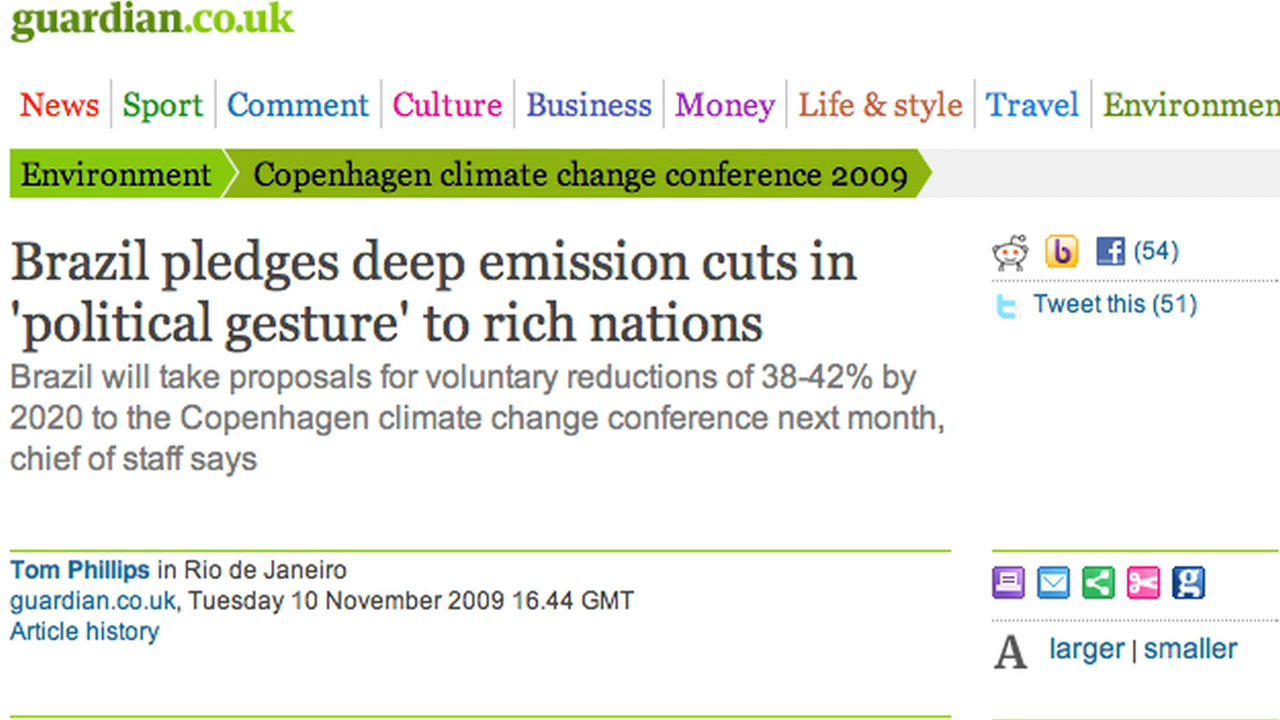 guardian.co.uk
News Sport Comment Culture Business Money Life & style Travel Environmen
Environment Copenhagen climate change conference 2009
Brazil pledges deep emission cuts in
'political gesture' to rich nations
Brazil will take proposals for voluntary reductions of 38-42% by
2020 to the Copenhagen climate change conference next month,
chief of staff says
(54)
Tweet this (51)
Tom Phillips in Rio de Janeiro
guardian.co.uk, Tuesday 10 November 2009 16.44 GMT
Article history
A larger | smaller